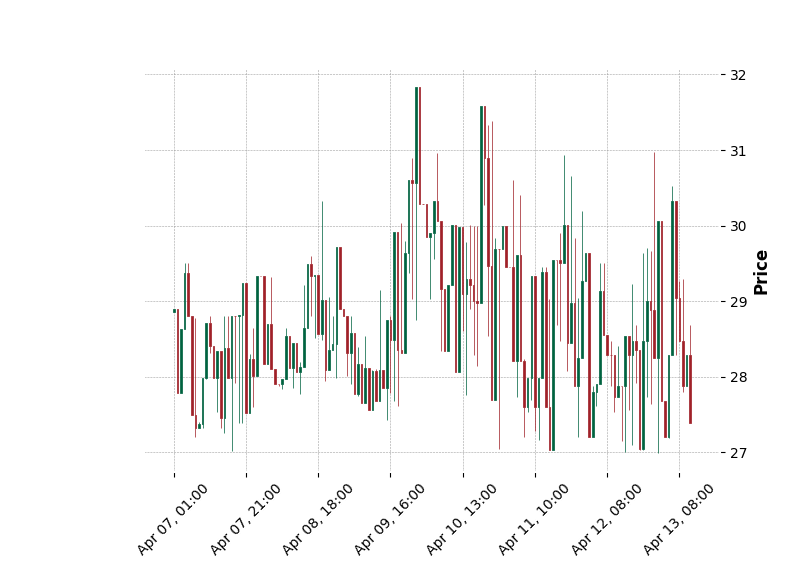 32
31
30
29
28
27
Price
Apr 07, 01:00
Apr 07, 21:00
Apr 08, 18:00
Apr 09, 16:00
Apr 10, 13:00
Apr 11, 10:00
Apr 12, 08:00
Apr 13, 08:00